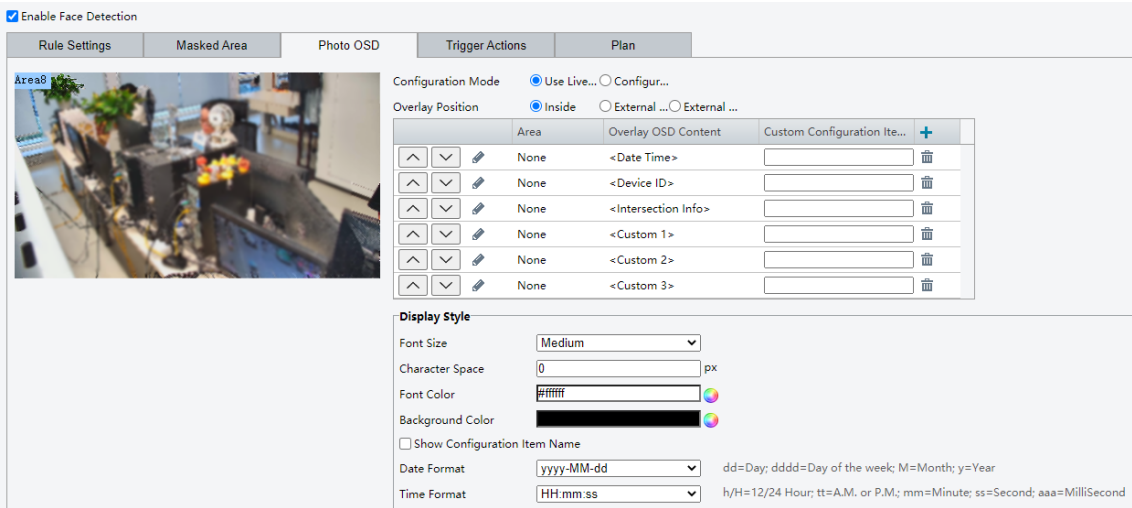 Enable Face Detection
Rule Settings Masked Area Photo OSD Trigger Actions Plan
Area8
Configuration Mode Use Live... Configur...
Overlay Position Inside External ... External ...
Area Overlay OSD Content Custom Configuration Ite...
None <Date Time>
None <Device ID>
None <Intersection Info>
None <Custom 1>
None <Custom 2>
None <Custom 3>
Display Style
Font Size Medium
Character Space 0 px
Font Color #ffffff
Background Color
Show Configuration Item Name
Date Format yyyy-MM-dd dd=Day; dddd=Day of the week; M=Month; y=Year
Time Format HH:mm:ss h/H=12/24 Hour; tt=A.M. or P.M.; mm=Minute; ss=Second; aaa=MilliSecond